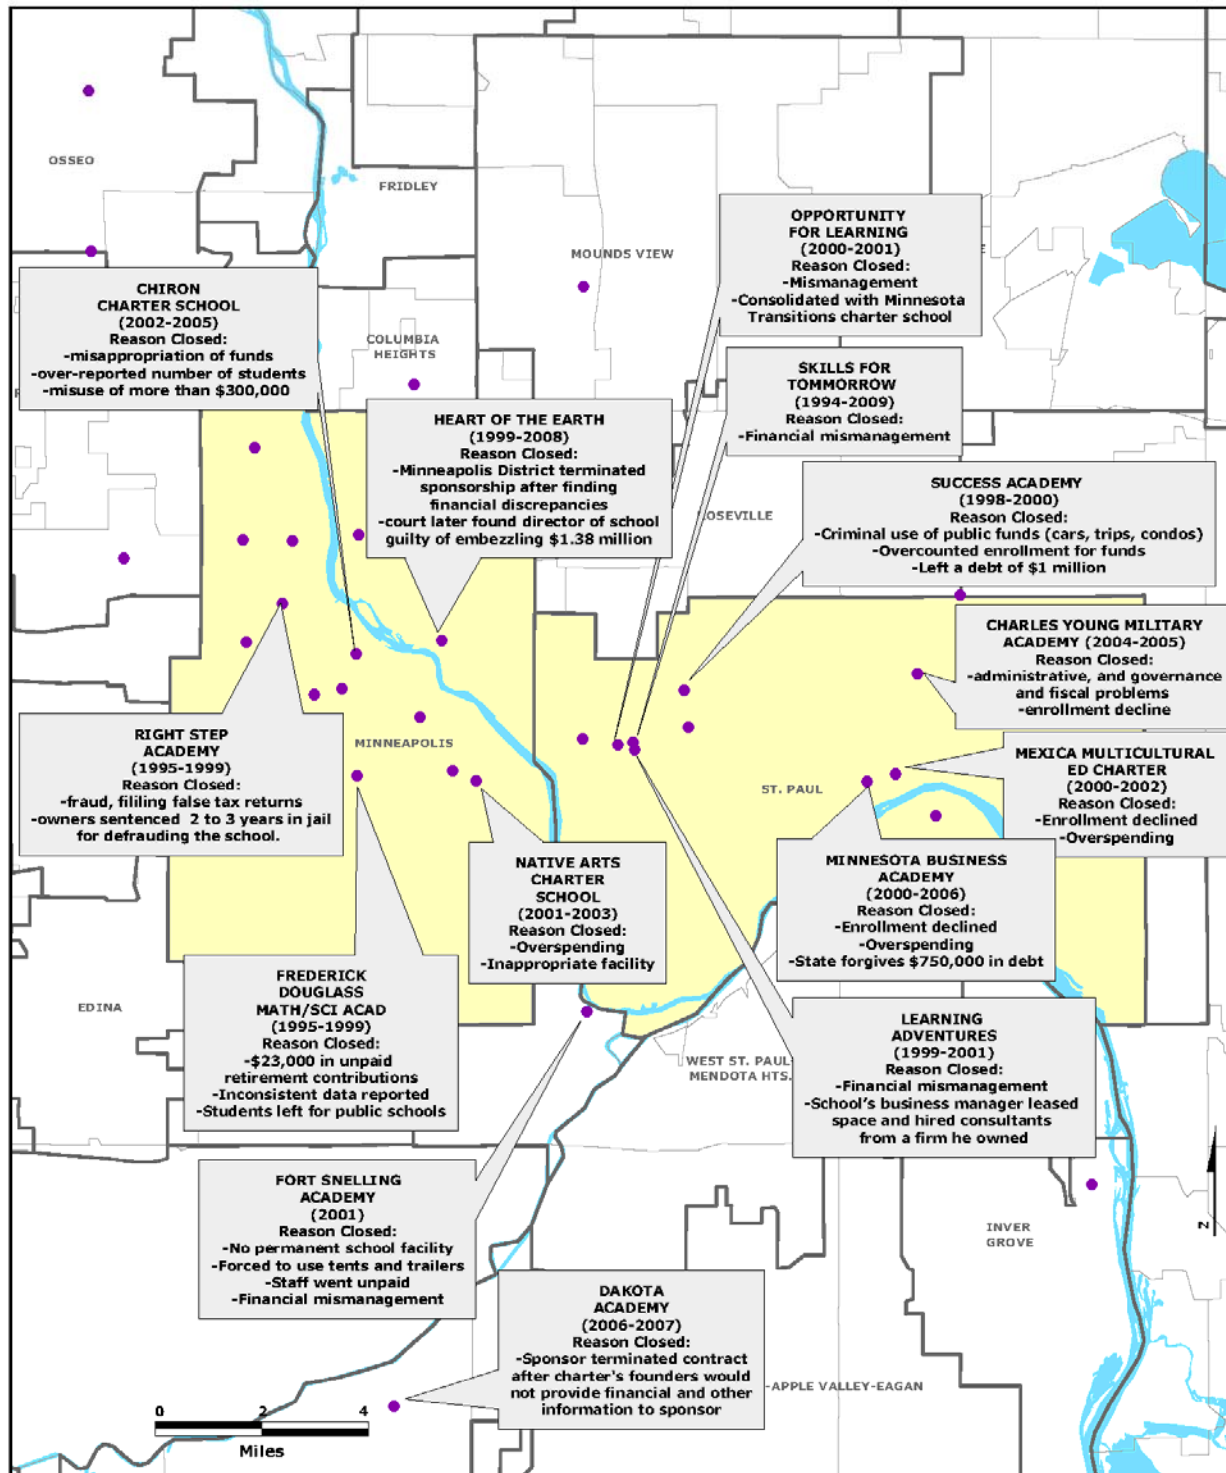 OSSEO
FRIDLEY
MOUNDS VIEW
COLUMBIA
HEIGHTS
OPPORTUNITY
FOR LEARNING
(2000-2001)
Reason Closed:
-Mismanagement
-Consolidated with Minnesota
Transitions charter school
CHIRON
CHARTER SCHOOL
(2002-2005)
Reason Closed:
-misappropriation of funds
-over-reported number of students
-misuse of more than $300,000
SKILLS FOR
TOMMORROW
(1994-2009)
Reason Closed:
-Financial mismanagement
HEART OF THE EARTH
(1999-2008)
Reason Closed:
-Minneapolis District terminated
sponsorship after finding
financial discrepancies
-court later found director of school
guilty of embezzling $1.38 million
OSEVILLE
SUCCESS ACADEMY
(1998-2000)
Reason Closed:
-Criminal use of public funds (cars, trips, condos)
-Overcounted enrollment for funds
-Left a debt of $1 million
CHARLES YOUNG MILITARY
ACADEMY (2004-2005)
Reason Closed:
-administrative, and governance
and fiscal problems
-enrollment decline
RIGHT STEP
ACADEMY
(1995-1999)
Reason Closed:
-fraud, fililing false tax returns
-owners sentenced 2 to 3 years in jail
for defrauding the school.
MINNEAPOLIS
ST. PAUL
MEXICA MULTICULTURAL
ED CHARTER
(2000-2002)
Reason Closed:
-Enrollment declined
-Overspending
NATIVE ARTS
CHARTER
SCHOOL
(2001-2003)
Reason Closed:
-Overspending
-Inappropriate facility
MINNESOTA BUSINESS
ACADEMY
(2000-2006)
Reason Closed:
-Enrollment declined
-Overspending
-State forgives $750,000 in debt
EDINA
FREDERICK
DOUGLASS
MATH/SCI ACAD
(1995-1999)
Reason Closed:
-$23,000 in unpaid
retirement contributions
-Inconsistent data reported
-Students left for public schools
WEST ST. PAUL-
MENDOTA HTS.
LEARNING
ADVENTURES
(1999-2001)
Reason Closed:
-Financial mismanagement
-School's business manager leased
space and hired consultants
from a firm he owned
FORT SNELLING
ACADEMY
(2001)
Reason Closed:
-No permanent school facility
-Forced to use tents and trailers
-Staff went unpaid
-Financial mismanagement
INVER
GROVE
N
DAKOTA
ACADEMY
(2006-2007)
Reason Closed:
-Sponsor terminated contract
after charter's founders would
not provide financial and other
information to sponsor
-APPLE VALLEY-EAGAN
0 2 4
Miles